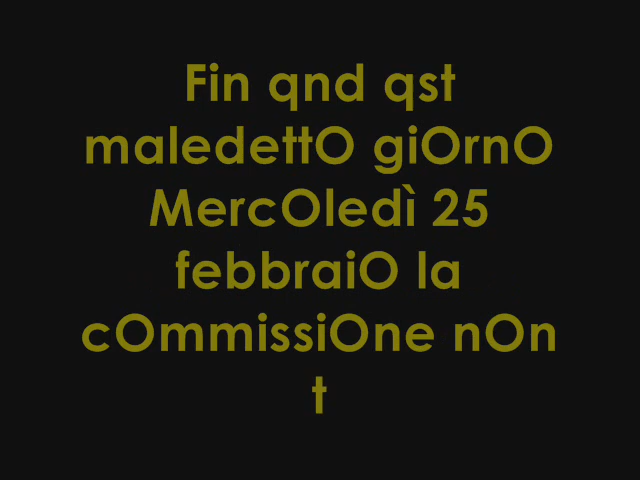 Fin qnd qst
maledettO giOrnO
MercOledì 25
febbraiO la
cOmmissiOne nOn
t